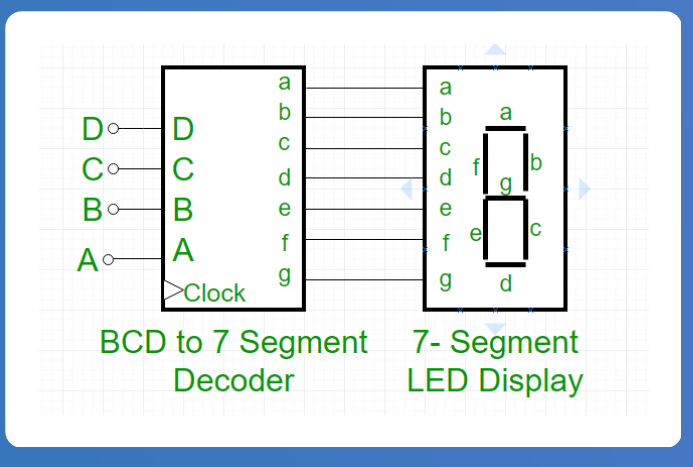 D
C
B
A
D
C
B
A
Clock
a
b
c
d
e
f
g
a
b
c
d
e
f
g
a
f
b
g
e
c
d
BCD to 7 Segment
Decoder
7- Segment
LED Display